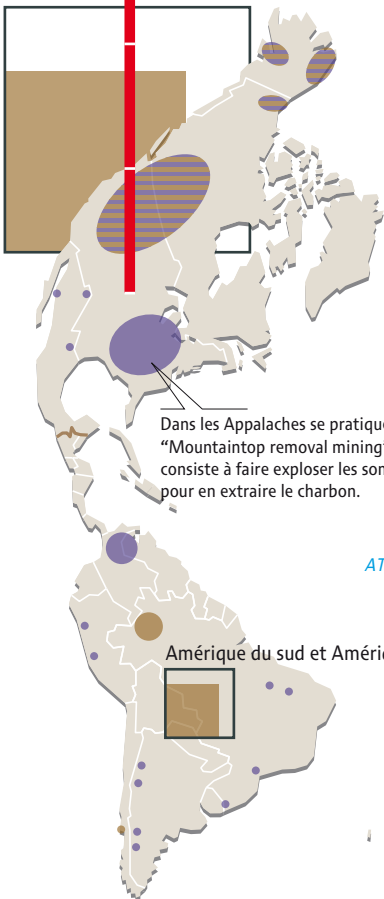 Dans les Appalaches se pratique
“Mountaintop removal mining”
consiste à faire exploser les som
pour en extraire le charbon.
AT
Amérique du sud et Améric